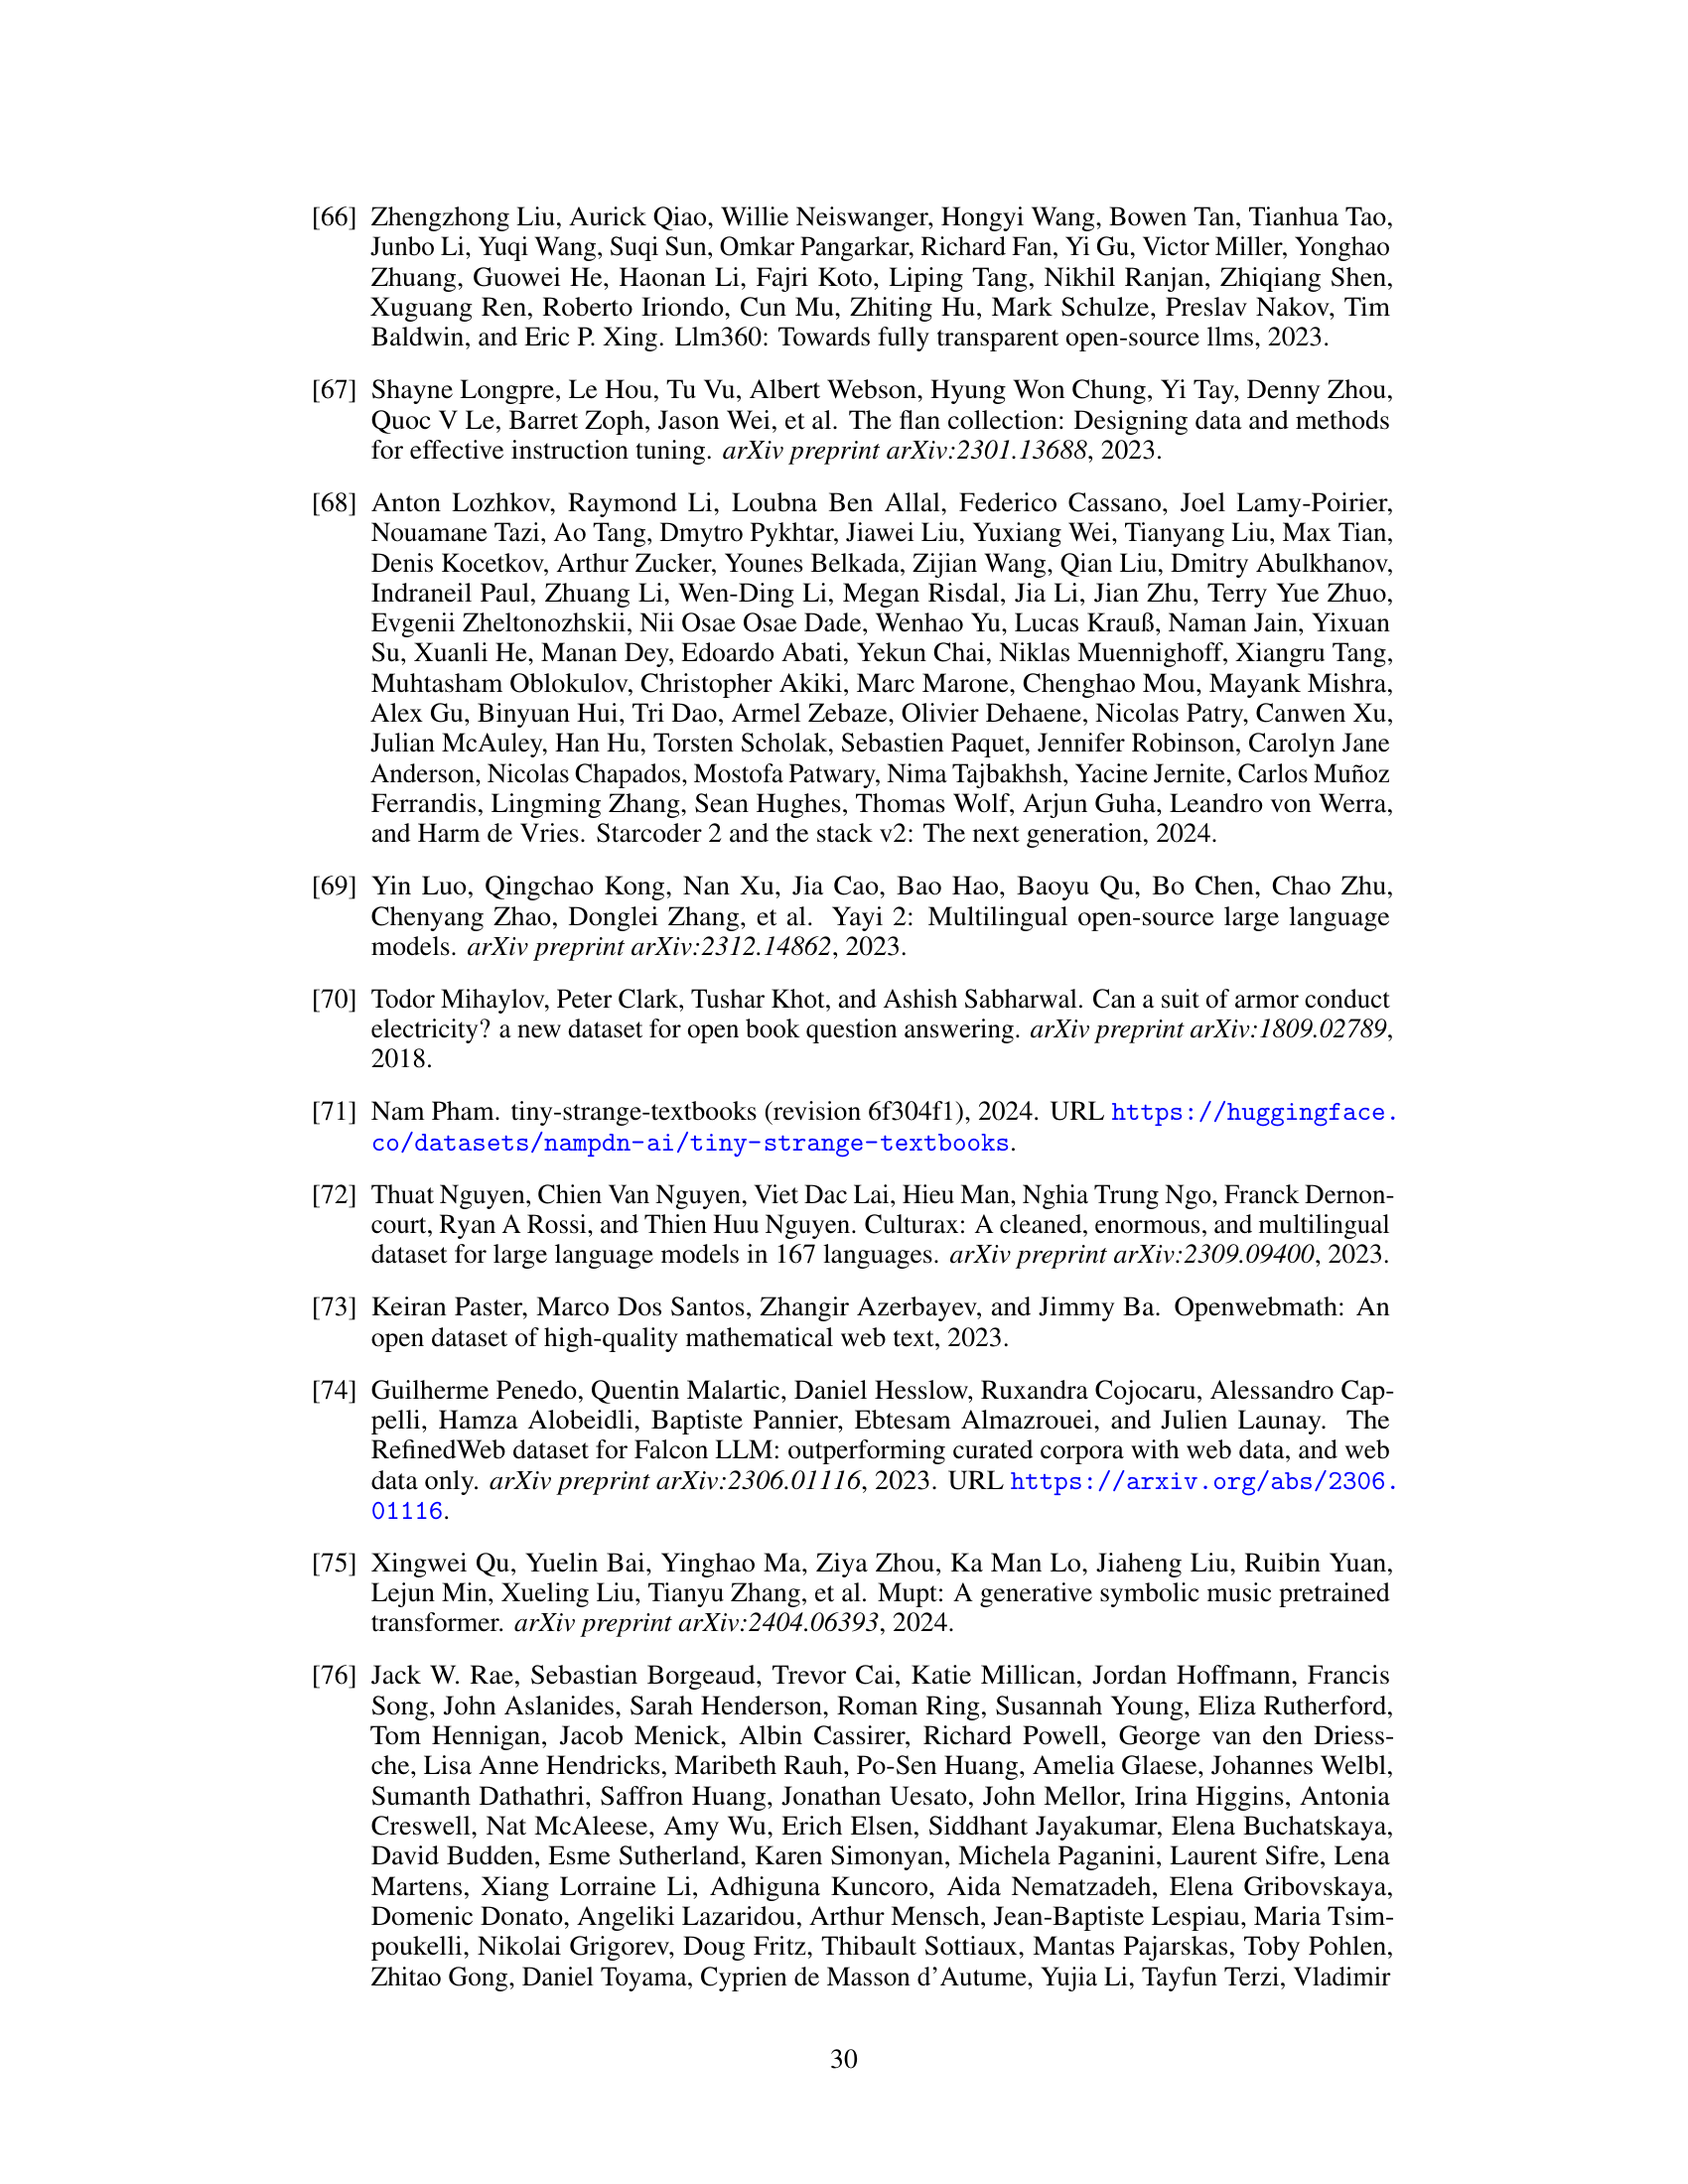 [66] Zhengzhong Liu, Aurick Qiao, Willie Neiswanger, Hongyi Wang, Bowen Tan, Tianhua Tao,
Junbo Li, Yuqi Wang, Suqi Sun, Omkar Pangarkar, Richard Fan, Yi Gu, Victor Miller, Yonghao
Zhuang, Guowei He, Haonan Li, Fajri Koto, Liping Tang, Nikhil Ranjan, Zhiqiang Shen,
Xuguang Ren, Roberto Iriondo, Cun Mu, Zhiting Hu, Mark Schulze, Preslav Nakov, Tim
Baldwin, and Eric P. Xing. Llm360: Towards fully transparent open-source llms, 2023.
[67] Shayne Longpre, Le Hou, Tu Vu, Albert Webson, Hyung Won Chung, Yi Tay, Denny Zhou,
Quoc V Le, Barret Zoph, Jason Wei, et al. The flan collection: Designing data and methods
for effective instruction tuning. arXiv preprint arXiv:2301.13688, 2023.
[68] Anton Lozhkov, Raymond Li, Loubna Ben Allal, Federico Cassano, Joel Lamy-Poirier,
Nouamane Tazi, Ao Tang, Dmytro Pykhtar, Jiawei Liu, Yuxiang Wei, Tianyang Liu, Max Tian,
Denis Kocetkov, Arthur Zucker, Younes Belkada, Zijian Wang, Qian Liu, Dmitry Abulkhanov,
Indraneil Paul, Zhuang Li, Wen-Ding Li, Megan Risdal, Jia Li, Jian Zhu, Terry Yue Zhuo,
Evgenii Zheltonozhskii, Nii Osae Osae Dade, Wenhao Yu, Lucas Krauß, Naman Jain, Yixuan
Su, Xuanli He, Manan Dey, Edoardo Abati, Yekun Chai, Niklas Muennighoff, Xiangru Tang,
Muhtasham Oblokulov, Christopher Akiki, Marc Marone, Chenghao Mou, Mayank Mishra,
Alex Gu, Binyuan Hui, Tri Dao, Armel Zebaze, Olivier Dehaene, Nicolas Patry, Canwen Xu,
Julian McAuley, Han Hu, Torsten Scholak, Sebastien Paquet, Jennifer Robinson, Carolyn Jane
Anderson, Nicolas Chapados, Mostofa Patwary, Nima Tajbakhsh, Yacine Jernite, Carlos Muñoz
Ferrandis, Lingming Zhang, Sean Hughes, Thomas Wolf, Arjun Guha, Leandro von Werra,
and Harm de Vries. Starcoder 2 and the stack v2: The next generation, 2024.
[69] Yin Luo, Qingchao Kong, Nan Xu, Jia Cao, Bao Hao, Baoyu Qu, Bo Chen, Chao Zhu,
Chenyang Zhao, Donglei Zhang, et al. Yayi 2: Multilingual open-source large language
models. arXiv preprint arXiv:2312.14862, 2023.
[70] Todor Mihaylov, Peter Clark, Tushar Khot, and Ashish Sabharwal. Can a suit of armor conduct
electricity? a new dataset for open book question answering. arXiv preprint arXiv:1809.02789,
2018.
[71] Nam Pham. tiny-strange-textbooks (revision 6f304f1), 2024. URL https://huggingface.
co/datasets/nampdn-ai/tiny-strange-textbooks.
[72] Thuat Nguyen, Chien Van Nguyen, Viet Dac Lai, Hieu Man, Nghia Trung Ngo, Franck Dernon-
court, Ryan A Rossi, and Thien Huu Nguyen. Culturax: A cleaned, enormous, and multilingual
dataset for large language models in 167 languages. arXiv preprint arXiv:2309.09400, 2023.
[73] Keiran Paster, Marco Dos Santos, Zhangir Azerbayev, and Jimmy Ba. Openwebmath: An
open dataset of high-quality mathematical web text, 2023.
[74] Guilherme Penedo, Quentin Malartic, Daniel Hesslow, Ruxandra Cojocaru, Alessandro Cap-
pelli, Hamza Alobeidli, Baptiste Pannier, Ebtesam Almazrouei, and Julien Launay. The
RefinedWeb dataset for Falcon LLM: outperforming curated corpora with web data, and web
data only. arXiv preprint arXiv:2306.01116, 2023. URL https://arxiv.org/abs/2306.
01116.
[75] Xingwei Qu, Yuelin Bai, Yinghao Ma, Ziya Zhou, Ka Man Lo, Jiaheng Liu, Ruibin Yuan,
Lejun Min, Xueling Liu, Tianyu Zhang, et al. Mupt: A generative symbolic music pretrained
transformer. arXiv preprint arXiv:2404.06393, 2024.
[76] Jack W. Rae, Sebastian Borgeaud, Trevor Cai, Katie Millican, Jordan Hoffmann, Francis
Song, John Aslanides, Sarah Henderson, Roman Ring, Susannah Young, Eliza Rutherford,
Tom Hennigan, Jacob Menick, Albin Cassirer, Richard Powell, George van den Driess-
che, Lisa Anne Hendricks, Maribeth Rauh, Po-Sen Huang, Amelia Glaese, Johannes Welbl,
Sumanth Dathathri, Saffron Huang, Jonathan Uesato, John Mellor, Irina Higgins, Antonia
Creswell, Nat McAleese, Amy Wu, Erich Elsen, Siddhant Jayakumar, Elena Buchatskaya,
David Budden, Esme Sutherland, Karen Simonyan, Michela Paganini, Laurent Sifre, Lena
Martens, Xiang Lorraine Li, Adhiguna Kuncoro, Aida Nematzadeh, Elena Gribovskaya,
Domenic Donato, Angeliki Lazaridou, Arthur Mensch, Jean-Baptiste Lespiau, Maria Tsim-
poukelli, Nikolai Grigorev, Doug Fritz, Thibault Sottiaux, Mantas Pajarskas, Toby Pohlen,
Zhitao Gong, Daniel Toyama, Cyprien de Masson d'Autume, Yujia Li, Tayfun Terzi, Vladimir
30